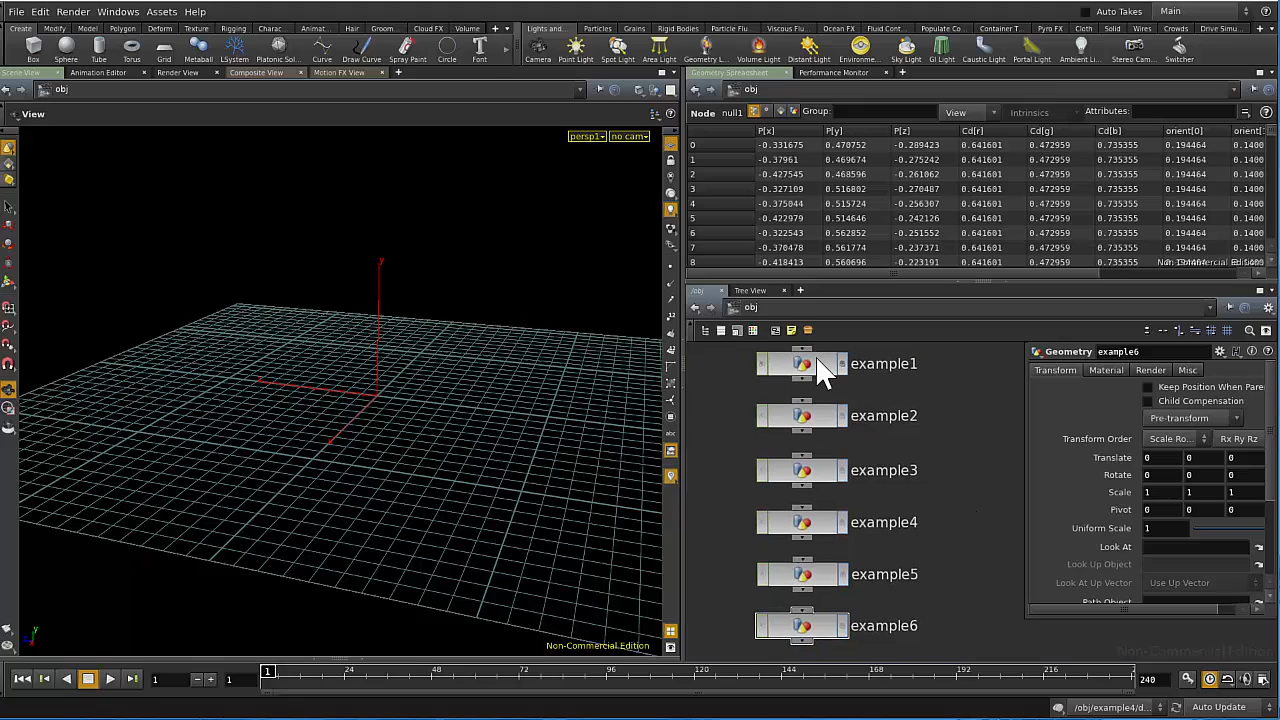 File Edit Render Windows Assets Help Auto Takes Main
Create Modify Model Polygon Deform Texture Rigging Charac... Animation Hair Groom... Cloud FX Volume
Lights and... Particles Grains Rigid Bodies Particle Flu... Viscous Flu... Ocean FX Fluid Cont... Populate Con... Container T... Pyro FX Cloth Solid Wires Crowds Drive Simu...
Box Sphere Tube Torus Grid Metaball LSystem Platonic Sol... Curve Draw Curve Spray Paint Circle Font
Camera Point Light Spot Light Area Light Geometry L... Volume Light Distant Light Environme... Sky Light GI Light Caustic Light Portal Light Ambient Li... Stereo Cam... Switcher
Scene View Animation Editor Render View Composite View Motion FX View
Geometry Spreadsheet Performance Monitor
obj
obj
View
Node null1 Group: View Intrinsics Attributes:
persp1 no cam
P[x] P[y] P[z] Cd[r] Cd[g] Cd[b] orient[0] orient[
0 -0.331675 0.470752 -0.289423 0.641601 0.472959 0.735355 0.194464 0.1400
1 -0.37961 0.469674 -0.275242 0.641601 0.472959 0.735355 0.194464 0.1400
2 -0.427545 0.468596 -0.261062 0.641601 0.472959 0.735355 0.194464 0.1400
3 -0.327109 0.516802 -0.270487 0.641601 0.472959 0.735355 0.194464 0.1400
4 -0.375044 0.515724 -0.256307 0.641601 0.472959 0.735355 0.194464 0.1400
5 -0.422979 0.514646 -0.242126 0.641601 0.472959 0.735355 0.194464 0.1400
6 -0.322543 0.562852 -0.251552 0.641601 0.472959 0.735355 0.194464 0.1400
7 -0.370478 0.561774 -0.237371 0.641601 0.472959 0.735355 0.194464 0.1400
8 -0.418413 0.560696 -0.223191 0.641601 0.472959 0.735355
y
/obj Tree View
obj
example1
example2
example3
example4
example5
example6
Geometry example6
Transform Material Render Misc
Keep Position When Pare
Child Compensation
Pre-transform
Transform Order Scale Ro... Rx Ry Rz
Translate 0 0 0
Rotate 0 0 0
Scale 1 1 1
Pivot 0 0 0
Uniform Scale 1
Look At
Look Up Object
Look At Up Vector Use Up Vector
Path Object
abc
y
Non-Commercial Edition
Non-Commercial Edition
1 1 1 48 72 96 120 144 168 192 216 2 240
/obj/example4/d... Auto Update